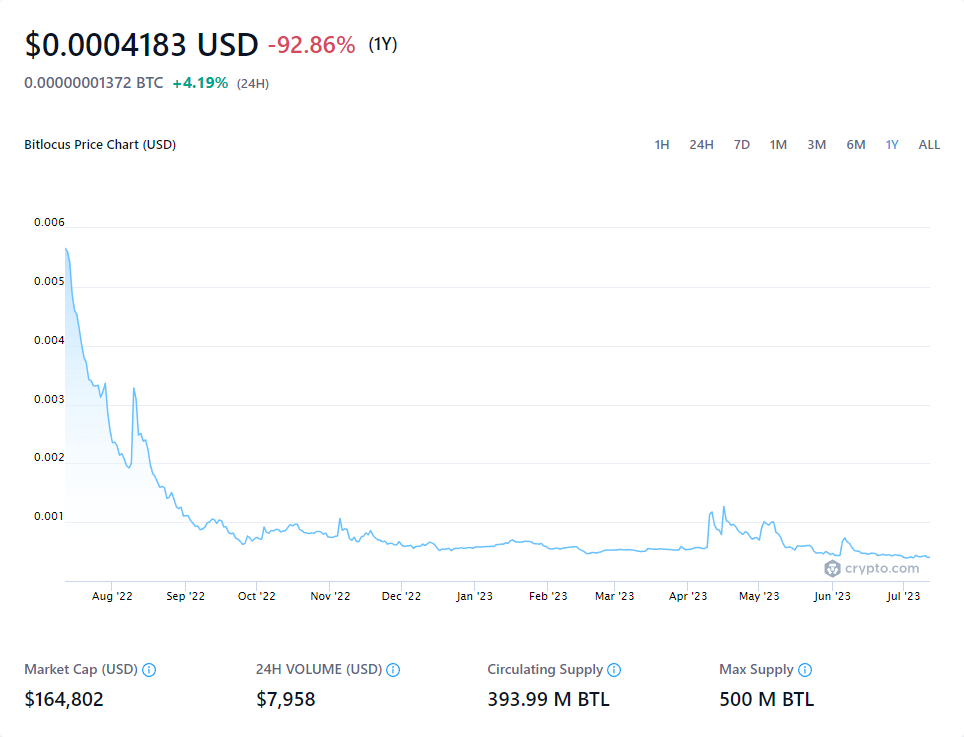 $0.0004183 USD -92.86% (1Y)
0.00000001372 BTC +4.19% (24H)
Bitlocus Price Chart (USD) 1H 24H 7D 1M 3M 6M 1Y ALL
0.006
0.005
0.004
0.003
0.002
0.001
crypto.com
Aug '22 Sep '22 Oct '22 Nov '22 Dec '22 Jan '23 Feb '23 Mar '23 Apr '23 May '23 Jun '23 Jul '23
Market Cap (USD) 24H VOLUME (USD) Circulating Supply Max Supply
$164,802 $7,958 393.99 M BTL 500 M BTL